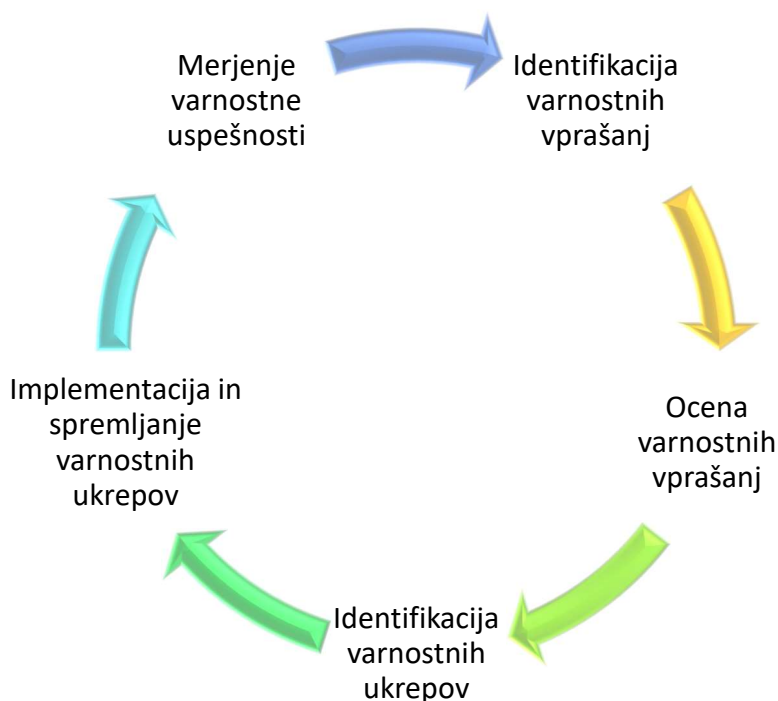 Merjenje
varnostne
uspešnosti
Identifikacija
varnostnih
vprašanj
Ocena
varnostnih
vprašanj
Identifikacija
varnostnih
ukrepov
Implementacija in
spremljanje
varnostnih
ukrepov